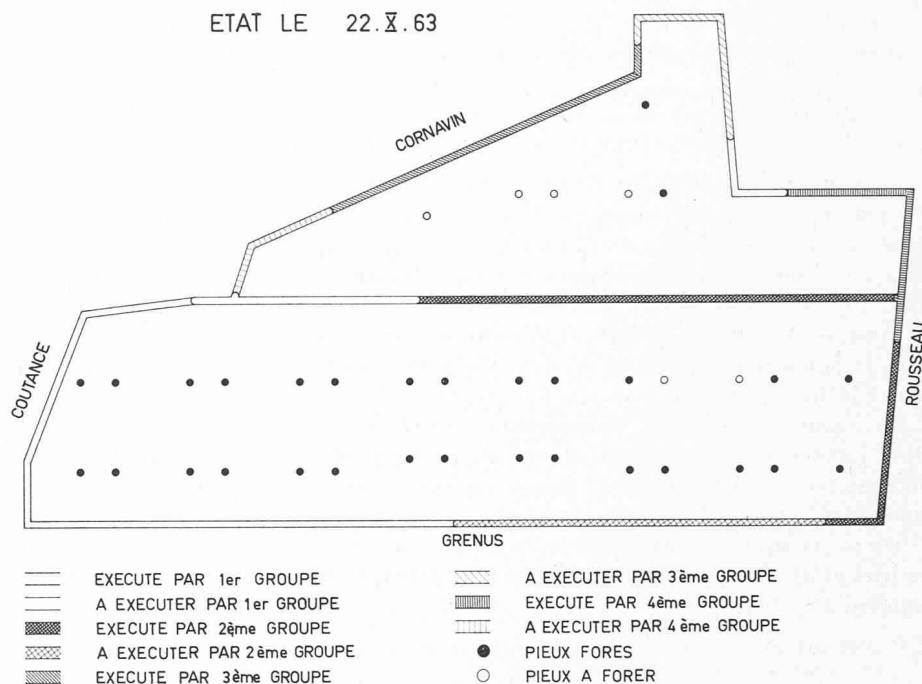 ETAT LE 22.X.63
CORNAVIN
COUTANCE
ROUSSEAU
GRENUS
EXECUTE PAR 1er GROUPE
A EXECUTER PAR 1er GROUPE
EXECUTE PAR 2ème GROUPE
A EXECUTER PAR 2ème GROUPE
EXECUTE PAR 3ème GROUPE
A EXECUTER PAR 3ème GROUPE
EXECUTE PAR 4ème GROUPE
A EXECUTER PAR 4ème GROUPE
PIEUX FORES
PIEUX A FORER